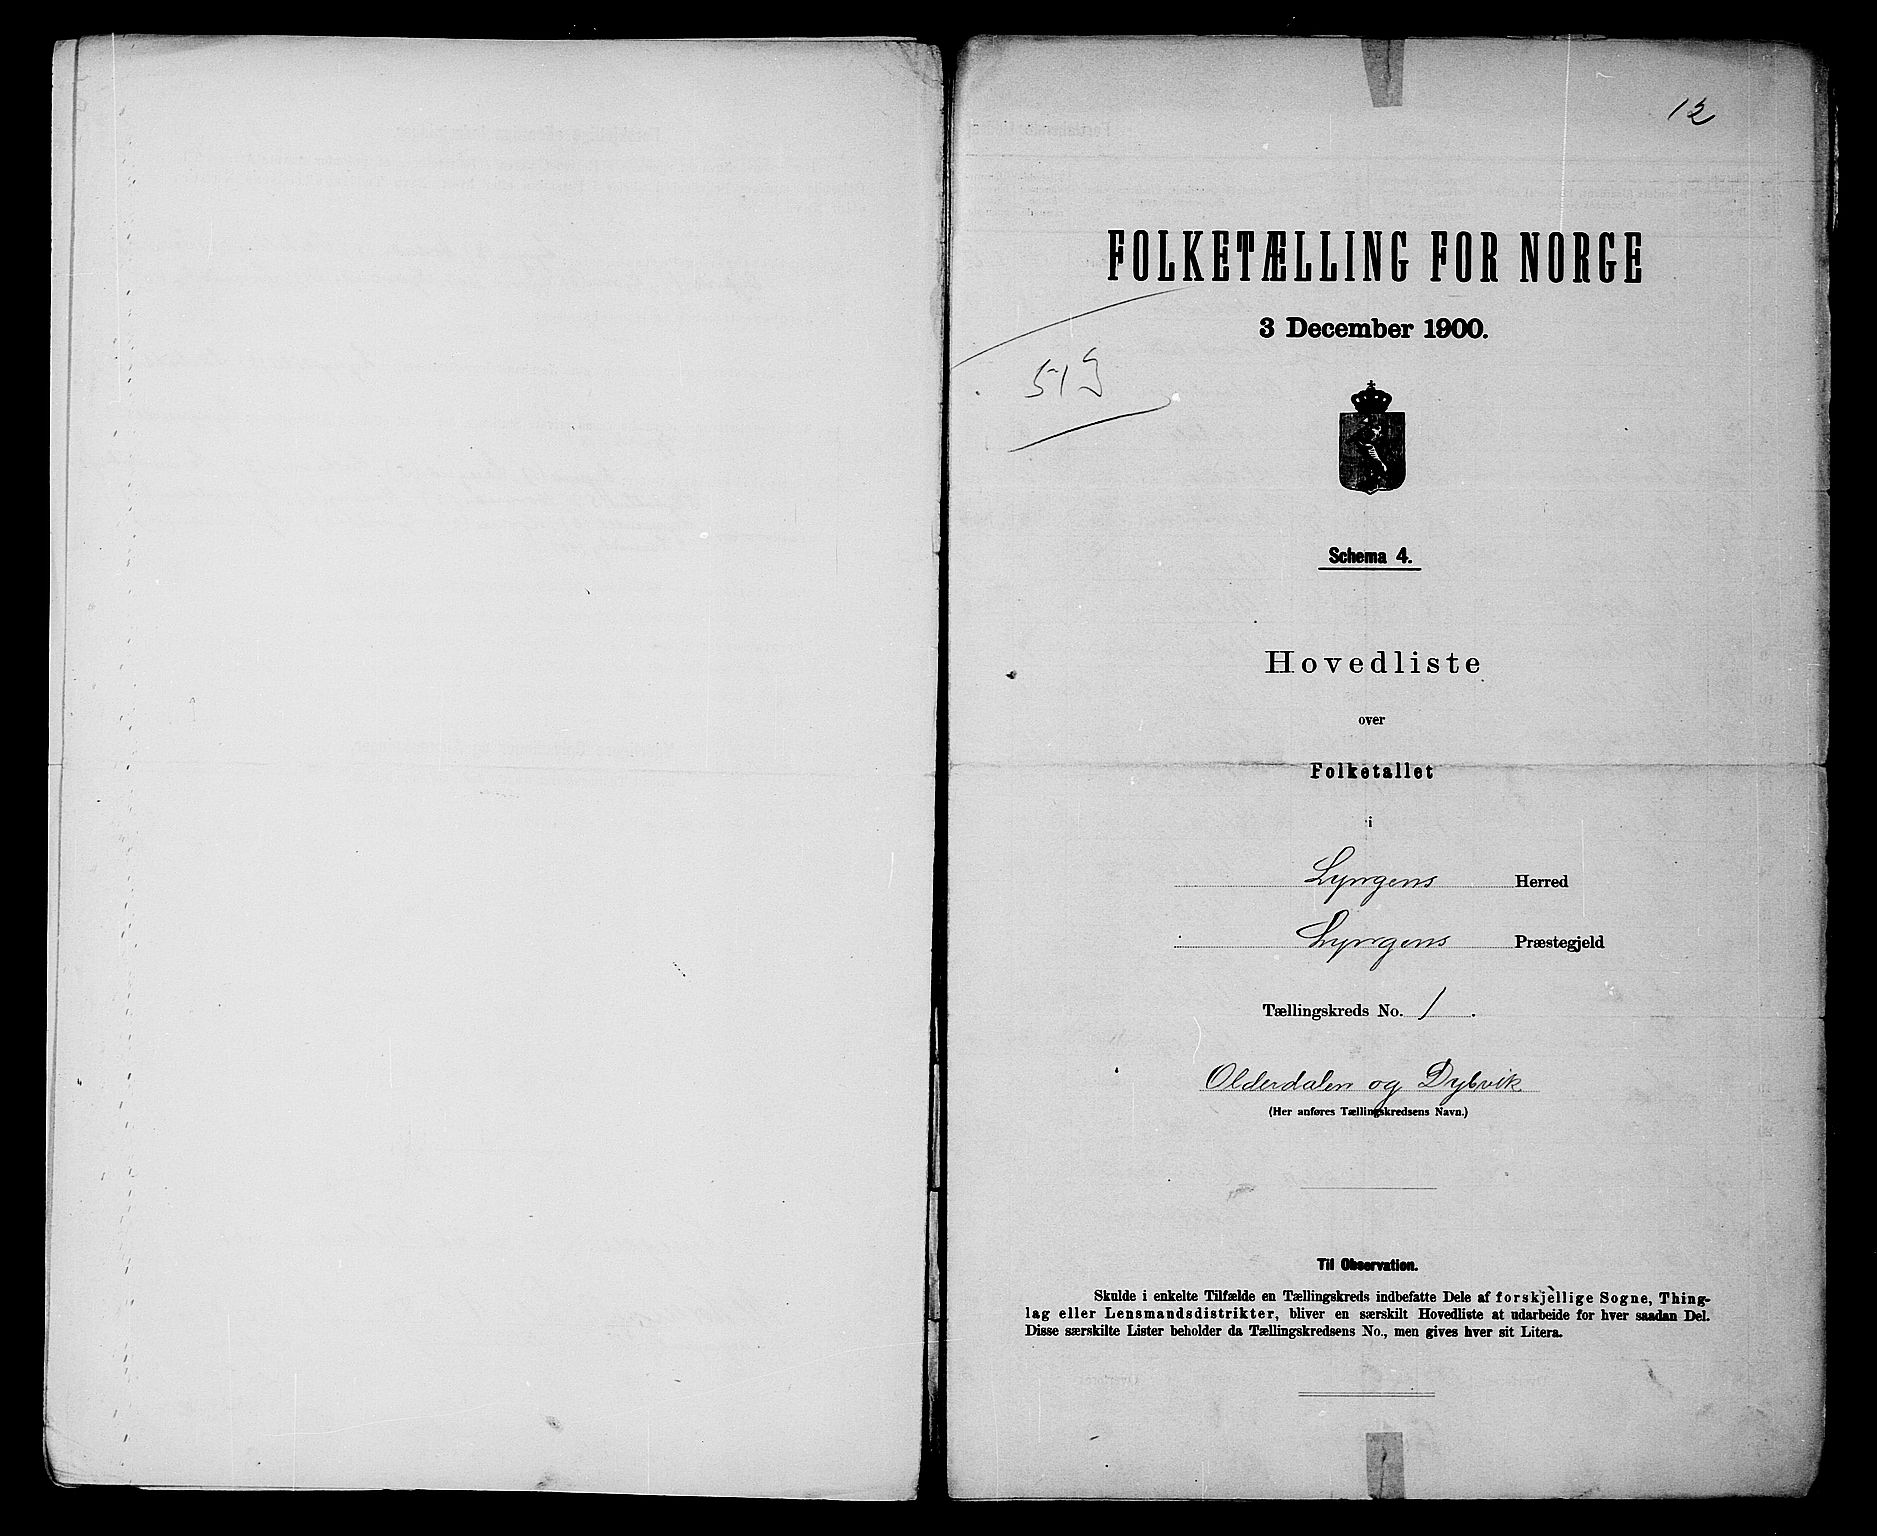 12
FOLKETÆLLING FOR NORGE
3 December 1900.
513
Schema 4.
Hovedliste
over
Folketallet
i
Lyngens Herred
Lyngens Præstegjeld
Tællingskreds No. 1.
Olderdalen og Dybvik
(Her anføres Tællingskredsens Navn.)
Til Observation.
Skulde i enkelte Tilfælde en Tællingskreds indbefatte Dele af forskjellige Sogne, Thing-
lag eller Lensmandsdistrikter, bliver en særskilt Hovedliste at udarbeide for hver saadan Del.
Disse særskilte Lister beholder da Tællingskredsens No., men gives hver sit Litera.